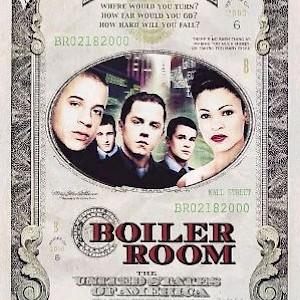 WHERE WOULD YOU TURN?
HOW FAR WOULD YOU GO?
HOW HARD WILL YOU FALL?
BR02182000
B
WALL STREET
BR02182000
BOILER
ROOM
THE
UNITED STATES
OF AMERICA